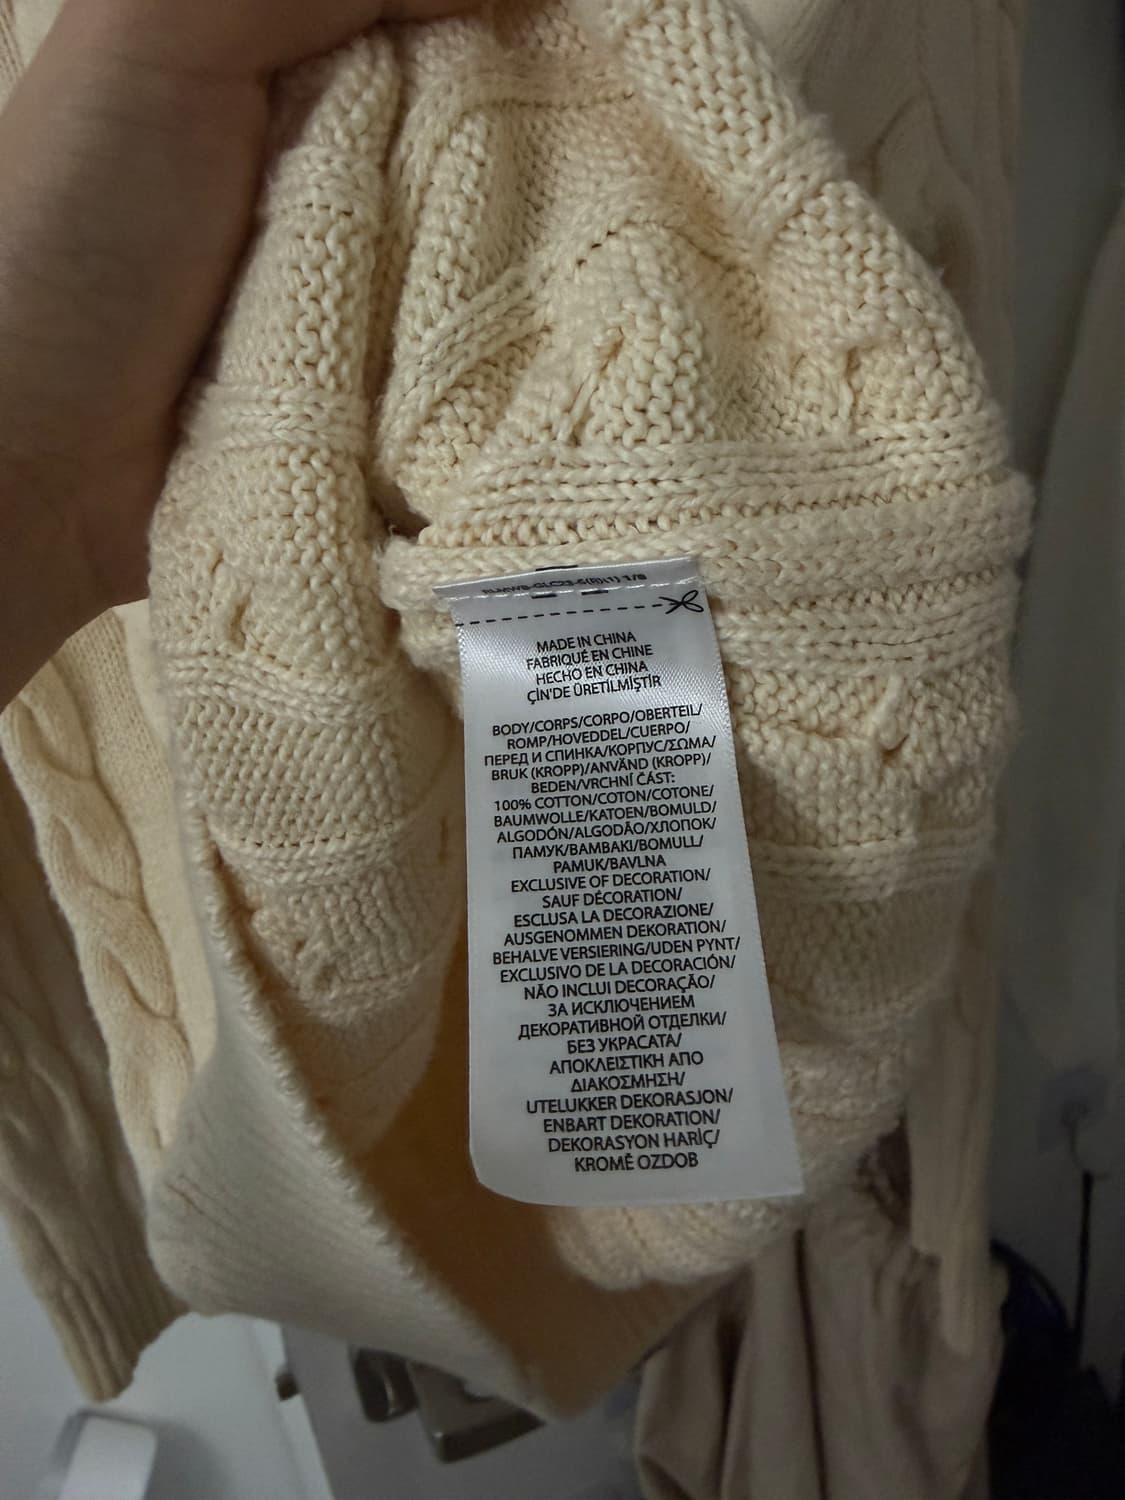 MADE IN CHINA
FABRIQUÉ EN CHINE
HECHO EN CHINA
ÇİN'DE ÜRETİLMİŞTİR
BODY/CORPS/CORPO/OBERTEIL/
ROMP/HOVEDDEL/CUERPO/
ПЕРЕД И СПИНКА/КОРПУС/ΣΩΜΑ/
BRUK (KROPP)/ANVÄND (KROPP)/
BEDEN/VRCHNÍ ČÁST:
100% COTTON/COTON/COTONE/
BAUMWOLLE/KATOEN/BOMULD/
ALGODÓN/ALGODÃO/ХЛОПОК/
ПАМУК/ΒΑΜΒΑΚΙ/BOMULL/
PAMUK/BAVLNA
EXCLUSIVE OF DECORATION/
SAUF DÉCORATION/
ESCLUSA LA DECORAZIONE/
AUSGENOMMEN DEKORATION/
BEHALVE VERSIERING/UDEN PYNT/
EXCLUSIVO DE LA DECORACIÓN/
NÃO INCLUI DECORAÇÃO/
ЗА ИСКЛЮЧЕНИЕМ
ДЕКОРАТИВНОЙ ОТДЕЛКИ/
БЕЗ УКРАСАТА/
ΑΠΟΚΛΕΙΣΤΙΚΗ ΑΠΟ
ΔΙΑΚΟΣΜΗΣΗ/
UTELUKKER DEKORASJON/
ENBART DEKORATION/
DEKORASYON HARİÇ/
KROMĚ OZDOB